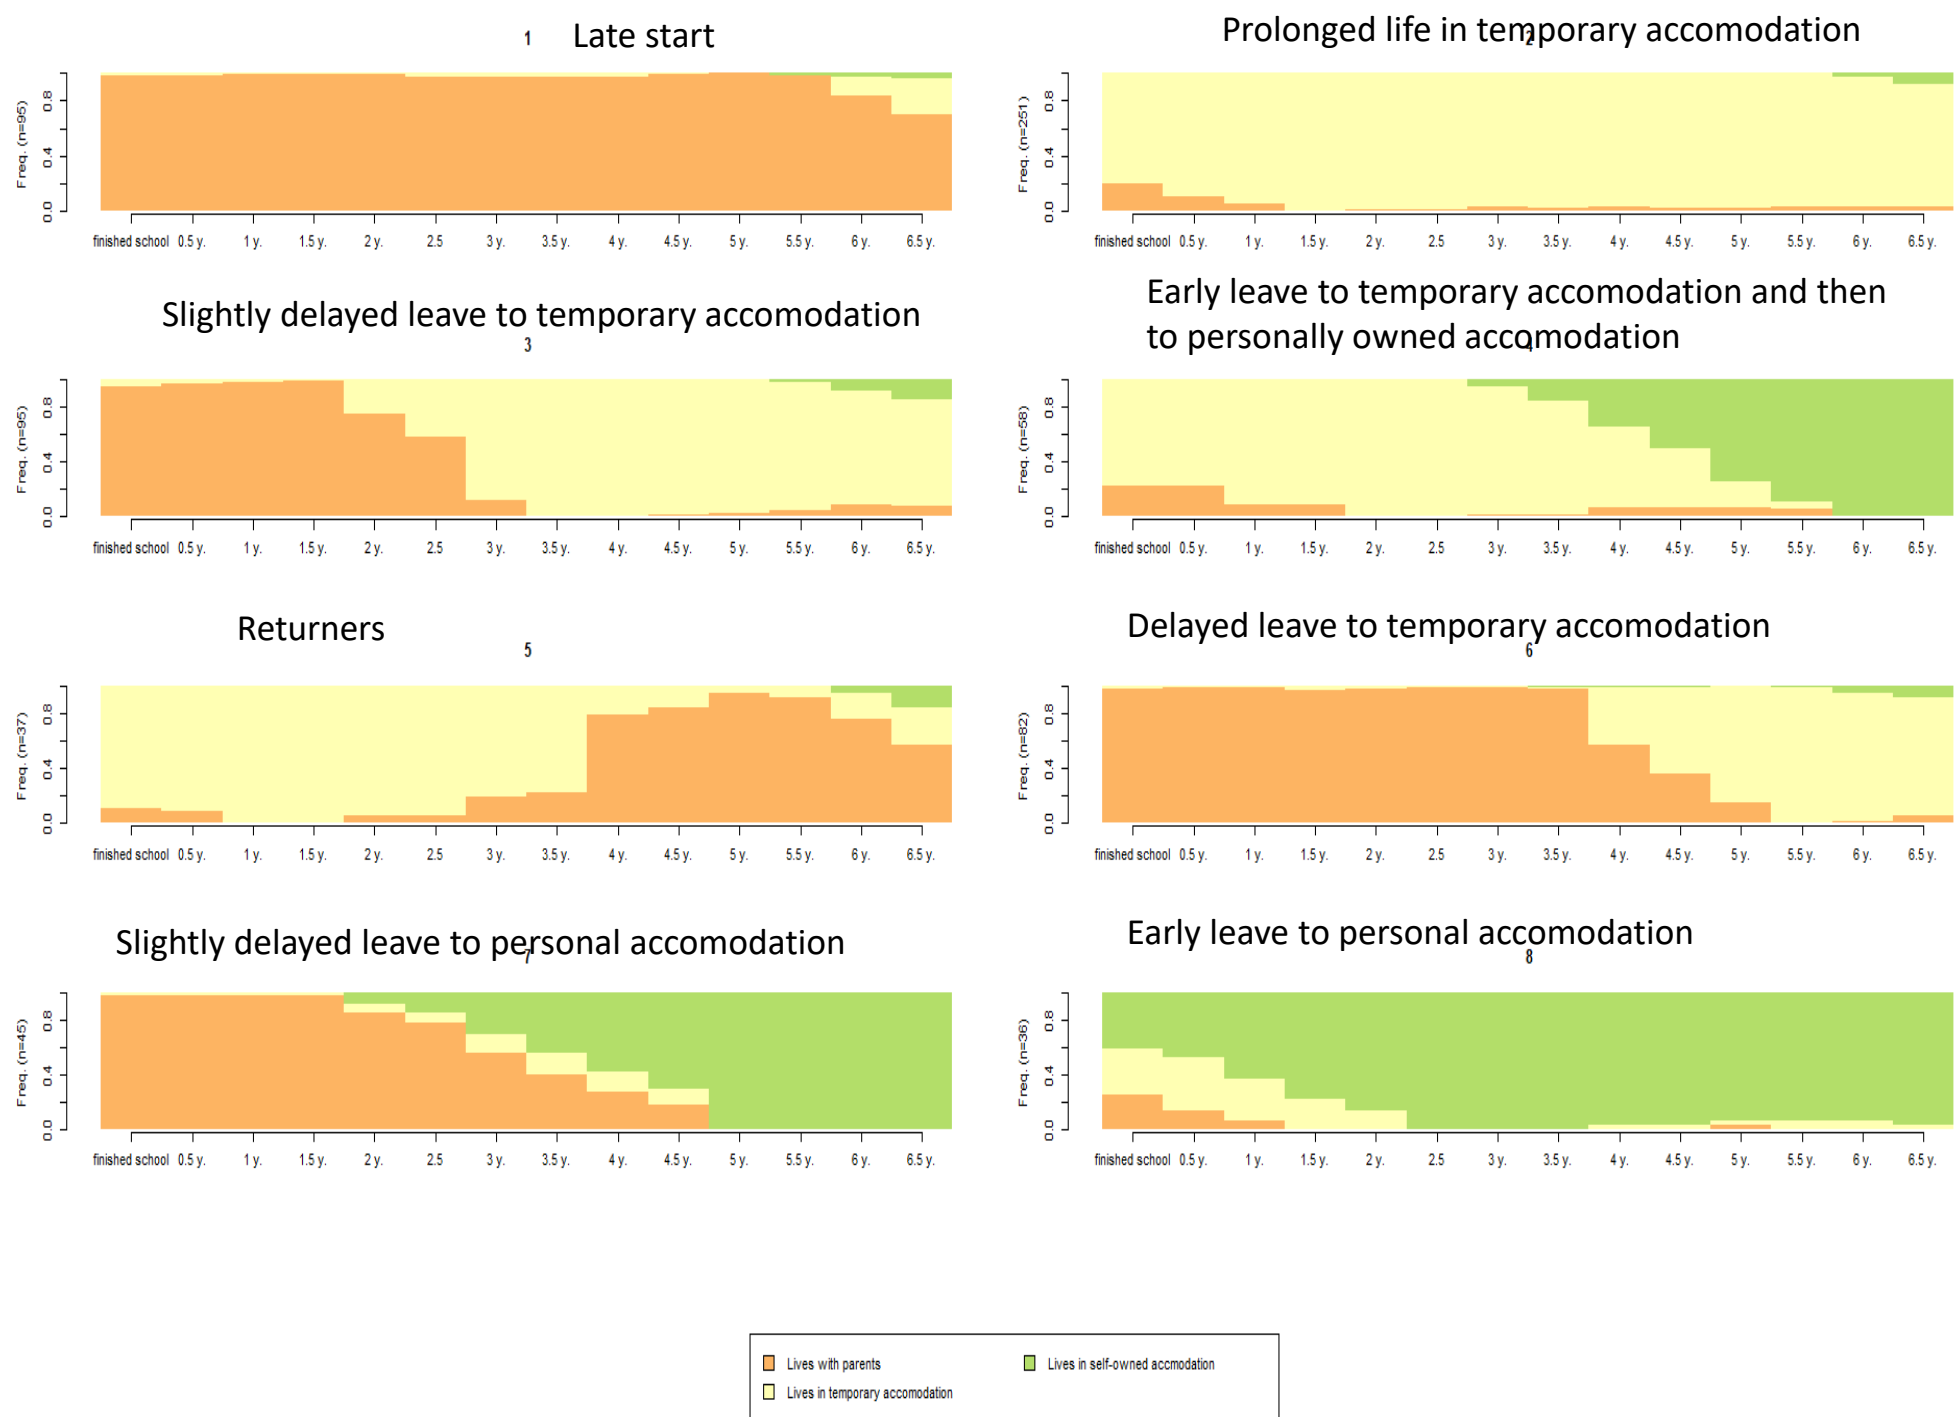 1 Late start
Freq. (n=95)
0.0 0.4 0.8
finished school 0.5 y. 1 y. 1.5 y. 2 y. 2.5 3 y. 3.5 y. 4 y. 4.5 y. 5 y. 5.5 y. 6 y. 6.5 y.
Prolonged life in temporary accomodation
2
Freq. (n=251)
0.0 0.4 0.8
finished school 0.5 y. 1 y. 1.5 y. 2 y. 2.5 3 y. 3.5 y. 4 y. 4.5 y. 5 y. 5.5 y. 6 y. 6.5 y.
Slightly delayed leave to temporary accomodation
3
Freq. (n=95)
0.0 0.4 0.8
finished school 0.5 y. 1 y. 1.5 y. 2 y. 2.5 3 y. 3.5 y. 4 y. 4.5 y. 5 y. 5.5 y. 6 y. 6.5 y.
Early leave to temporary accomodation and then
to personally owned accomodation
4
Freq. (n=58)
0.0 0.4 0.8
finished school 0.5 y. 1 y. 1.5 y. 2 y. 2.5 3 y. 3.5 y. 4 y. 4.5 y. 5 y. 5.5 y. 6 y. 6.5 y.
Returners
5
Freq. (n=37)
0.0 0.4 0.8
finished school 0.5 y. 1 y. 1.5 y. 2 y. 2.5 3 y. 3.5 y. 4 y. 4.5 y. 5 y. 5.5 y. 6 y. 6.5 y.
Delayed leave to temporary accomodation
6
Freq. (n=82)
0.0 0.4 0.8
finished school 0.5 y. 1 y. 1.5 y. 2 y. 2.5 3 y. 3.5 y. 4 y. 4.5 y. 5 y. 5.5 y. 6 y. 6.5 y.
Slightly delayed leave to personal accomodation
7
Freq. (n=45)
0.0 0.4 0.8
finished school 0.5 y. 1 y. 1.5 y. 2 y. 2.5 3 y. 3.5 y. 4 y. 4.5 y. 5 y. 5.5 y. 6 y. 6.5 y.
Early leave to personal accomodation
8
Freq. (n=36)
0.0 0.4 0.8
finished school 0.5 y. 1 y. 1.5 y. 2 y. 2.5 3 y. 3.5 y. 4 y. 4.5 y. 5 y. 5.5 y. 6 y. 6.5 y.
Lives with parents
Lives in temporary accomodation
Lives in self-owned accmodation